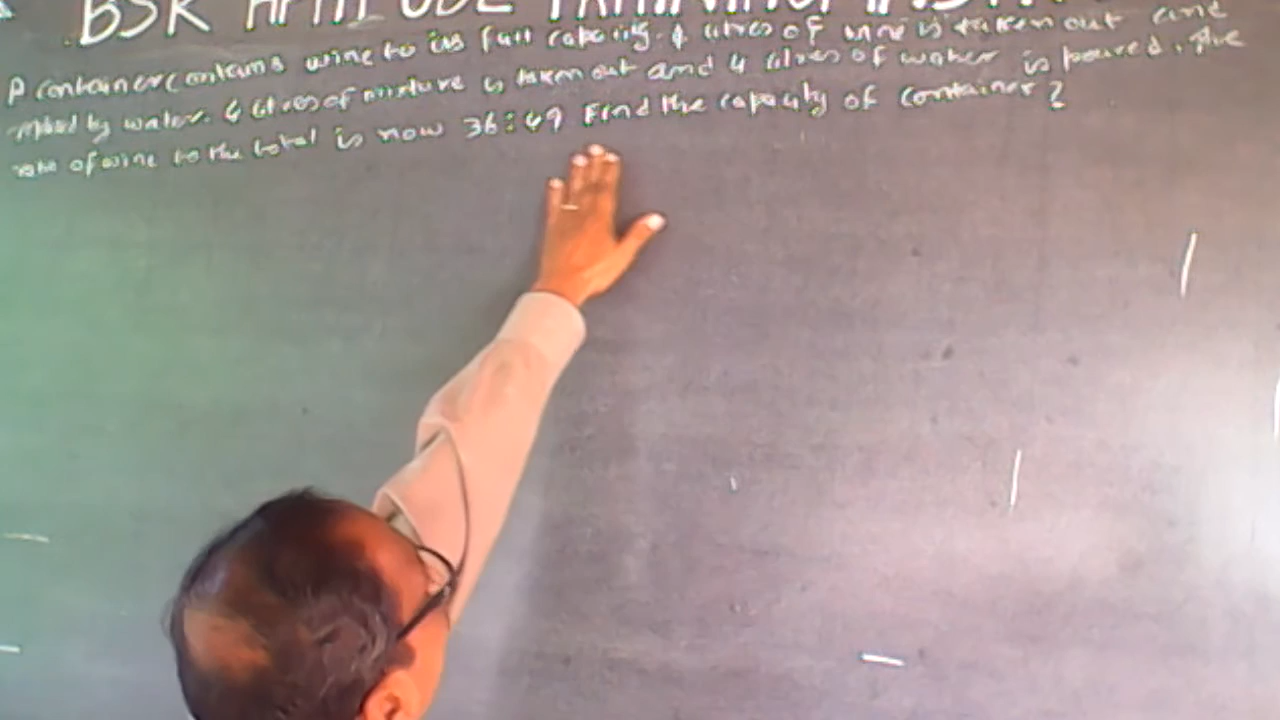 BSR APTITUDE TRAINING INST
A container contains wine to its full capacity. 4 litres of wine is taken out and
replaced by water. 4 litres of mixture is taken out and 4 litres of water is poured. The
ratio of wine to the total is now 36:49 Find the capacity of container?